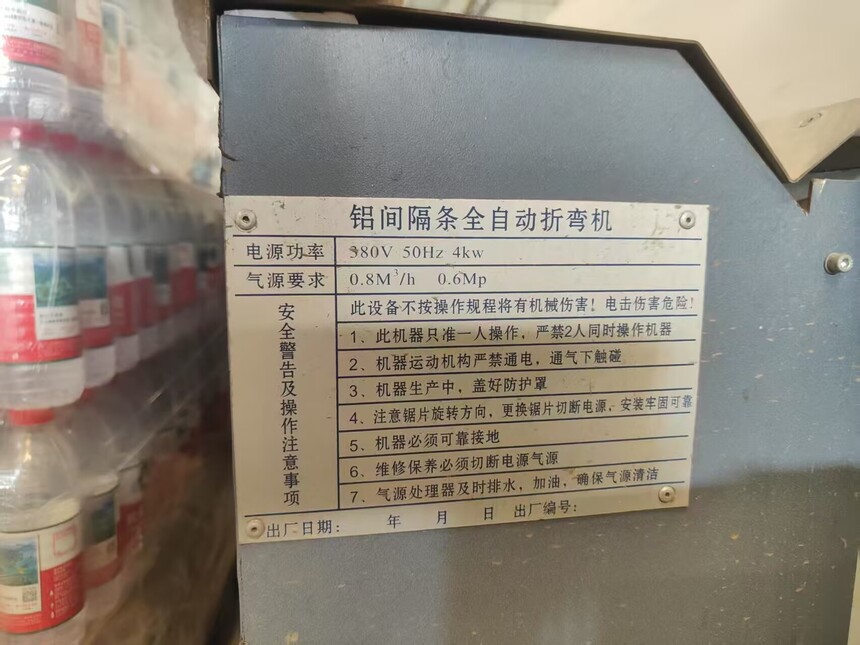 铝间隔条全自动折弯机
电源功率 380V 50Hz 4kw
气源要求 0.8M³/h 0.6Mp
安全警告及操作注意事项
此设备不按操作规程将有机械伤害！电击伤害危险！
1、此机器只准一人操作，严禁2人同时操作机器
2、机器运动机构严禁通电，通气下触碰
3、机器生产中，盖好防护罩
4、注意锯片旋转方向，更换锯片切断电源，安装牢固可靠
5、机器必须可靠接地
6、维修保养必须切断电源气源
7、气源处理器及时排水，加油，确保气源清洁
出厂日期： 年 月 日 出厂编号：